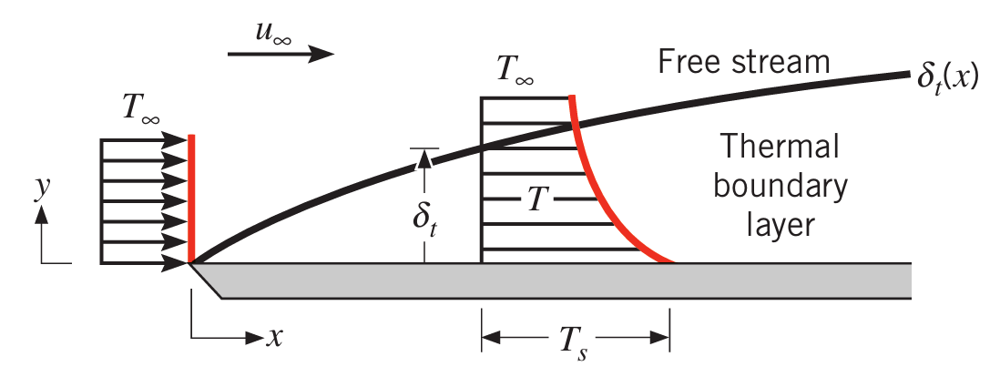 u∞
T∞
Free stream
δt(x)
T∞
Thermal
boundary
layer
y
T
δt
x
Ts